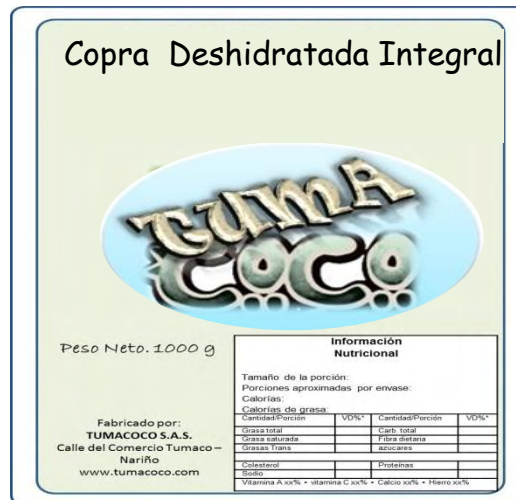 Copra Deshidratada Integral
TUMA
COCO
Peso Neto. 1000 g
Fabricado por:
TUMACOCO S.A.S.
Calle del Comercio Tumaco –
Nariño
www.tumacoco.com
Información
Nutricional
Tamaño de la porción:
Porciones aproximadas por envase:
Calorías:
Calorías de grasa:
Cantidad/Porción VD%* Cantidad/Porción VD%*
Grasa total Carb. total
Grasa saturada Fibra dietaria
Grasas Trans azucares
Colesterol Proteínas
Sodio
Vitamina A xx% • vitamina C xx% • Calcio xx% • Hierro xx%